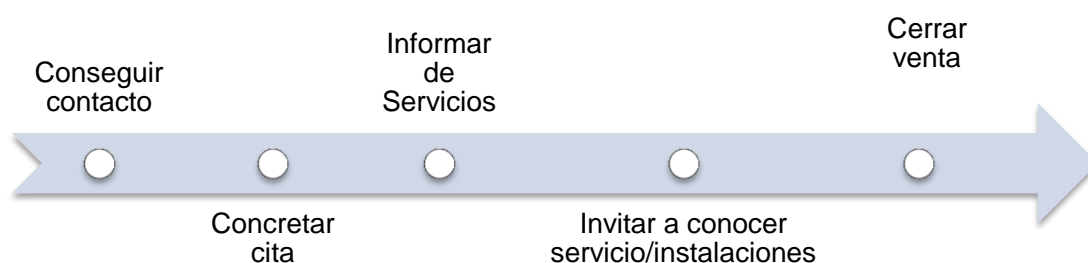 Conseguir
contacto
Concretar
cita
Informar
de
Servicios
Invitar a conocer
servicio/instalaciones
Cerrar
venta